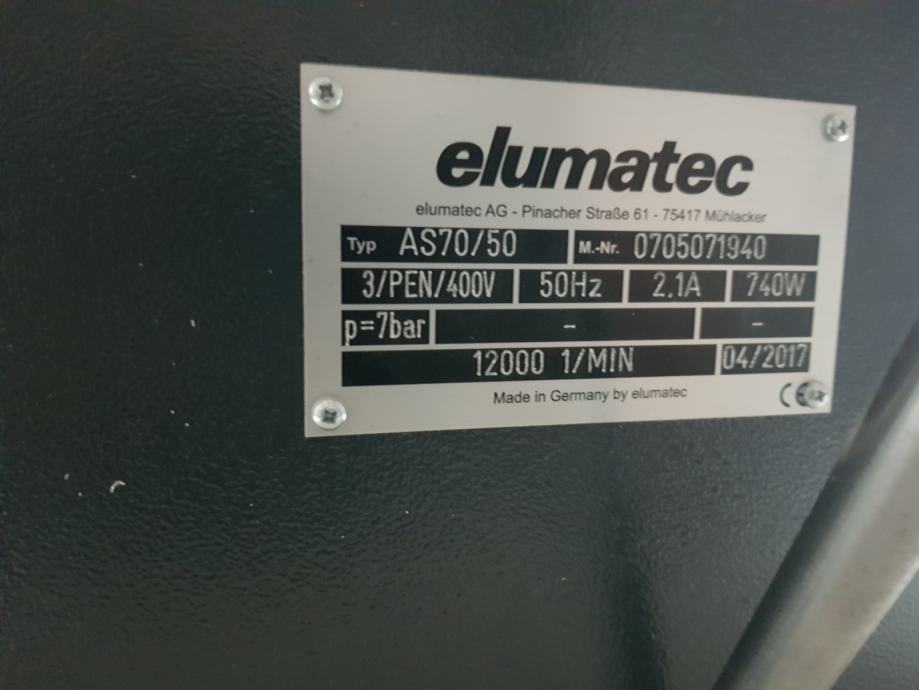 elumatec
elumatec AG - Pinacher Straße 61 - 75417 Mühlacker
Typ AS70/50 M.-Nr. 0705071940
3/PEN/400V 50Hz 2.1A 740W
p=7bar - -
12000 1/MIN 04/2017
Made in Germany by elumatec CE